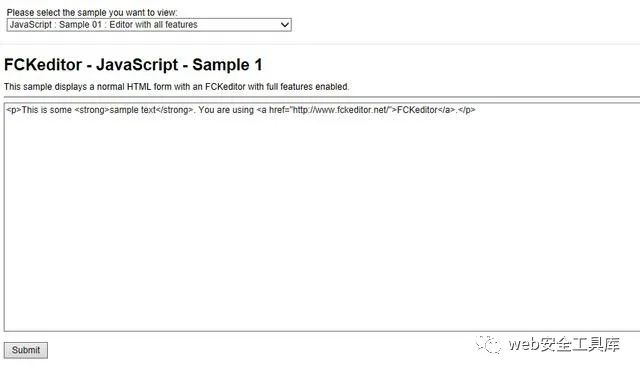 Please select the sample you want to view:
JavaScript : Sample 01 : Editor with all features
FCKeditor - JavaScript - Sample 1
This sample displays a normal HTML form with an FCKeditor with full features enabled.
<p>This is some <strong>sample text</strong>. You are using <a href="http://www.fckeditor.net/">FCKeditor</a>.</p>
Submit
web安全工具库